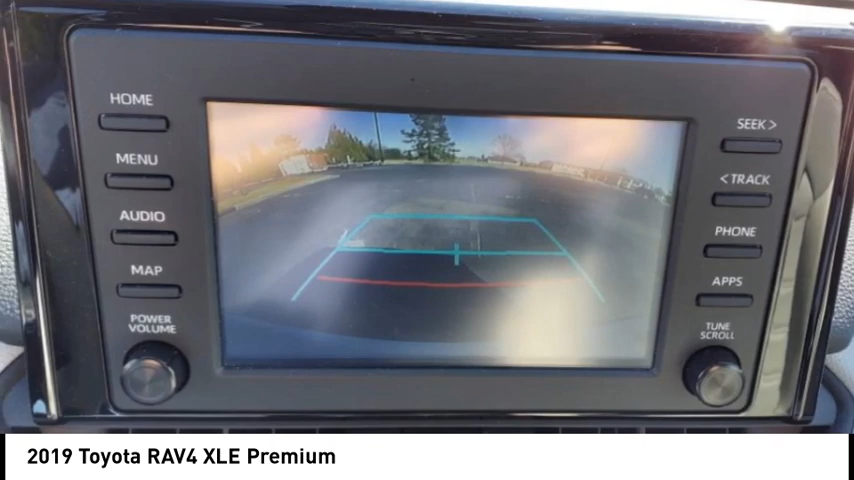 HOME
MENU
AUDIO
MAP
POWER
VOLUME
SEEK >
< TRACK
PHONE
APPS
TUNE
SCROLL
2019 Toyota RAV4 XLE Premium